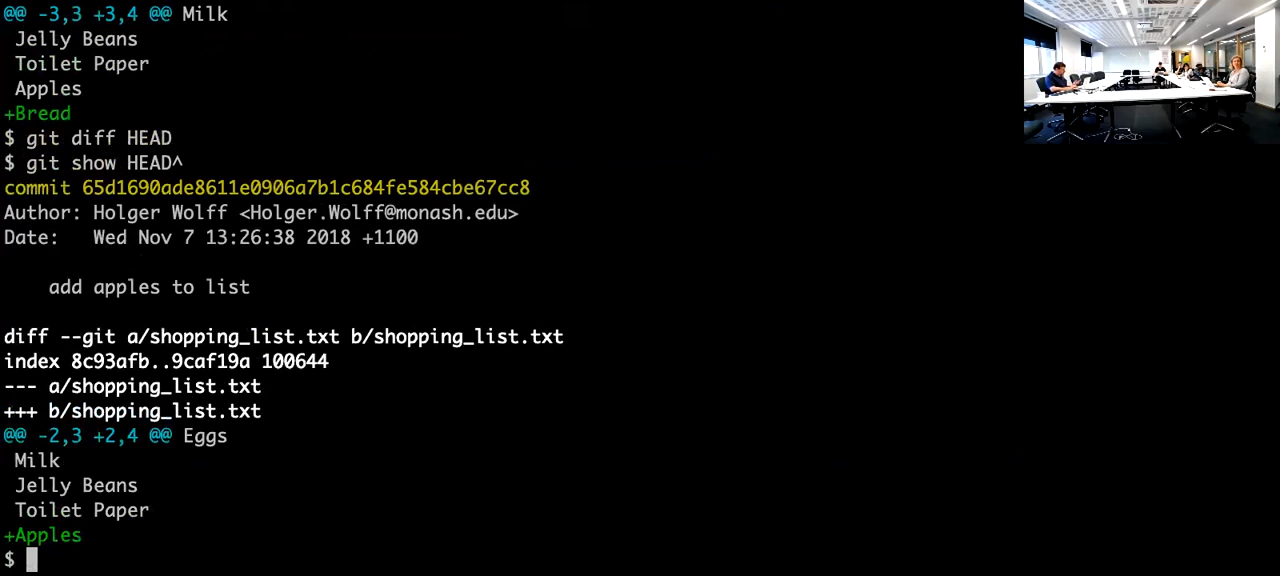 @@ -3,3 +3,4 @@ Milk
Jelly Beans
Toilet Paper
Apples
+Bread
$ git diff HEAD
$ git show HEAD^
commit 65d1690ade8611e0906a7b1c684fe584cbe67cc8
Author: Holger Wolff <Holger.Wolff@monash.edu>
Date:   Wed Nov 7 13:26:38 2018 +1100
add apples to list
diff --git a/shopping_list.txt b/shopping_list.txt
index 8c93afb..9caf19a 100644
--- a/shopping_list.txt
+++ b/shopping_list.txt
@@ -2,3 +2,4 @@ Eggs
Milk
Jelly Beans
Toilet Paper
+Apples
$